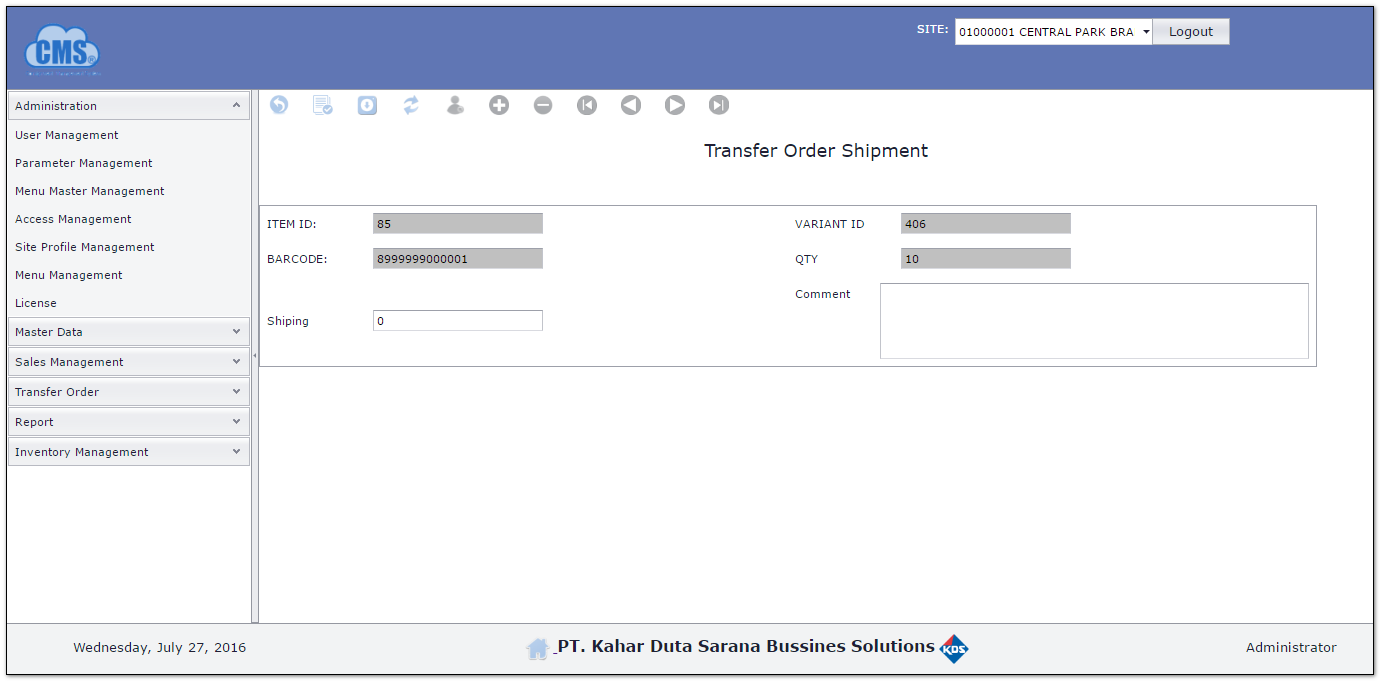 CMS®
SITE: 01000001 CENTRAL PARK BRA Logout
Administration
User Management
Parameter Management
Menu Master Management
Access Management
Site Profile Management
Menu Management
License
Master Data
Sales Management
Transfer Order
Report
Inventory Management
Transfer Order Shipment
ITEM ID: 85 VARIANT ID 406
BARCODE: 8999999000001 QTY 10
Comment
Shiping 0
Wednesday, July 27, 2016 PT. Kahar Duta Sarana Bussines Solutions KDS Administrator